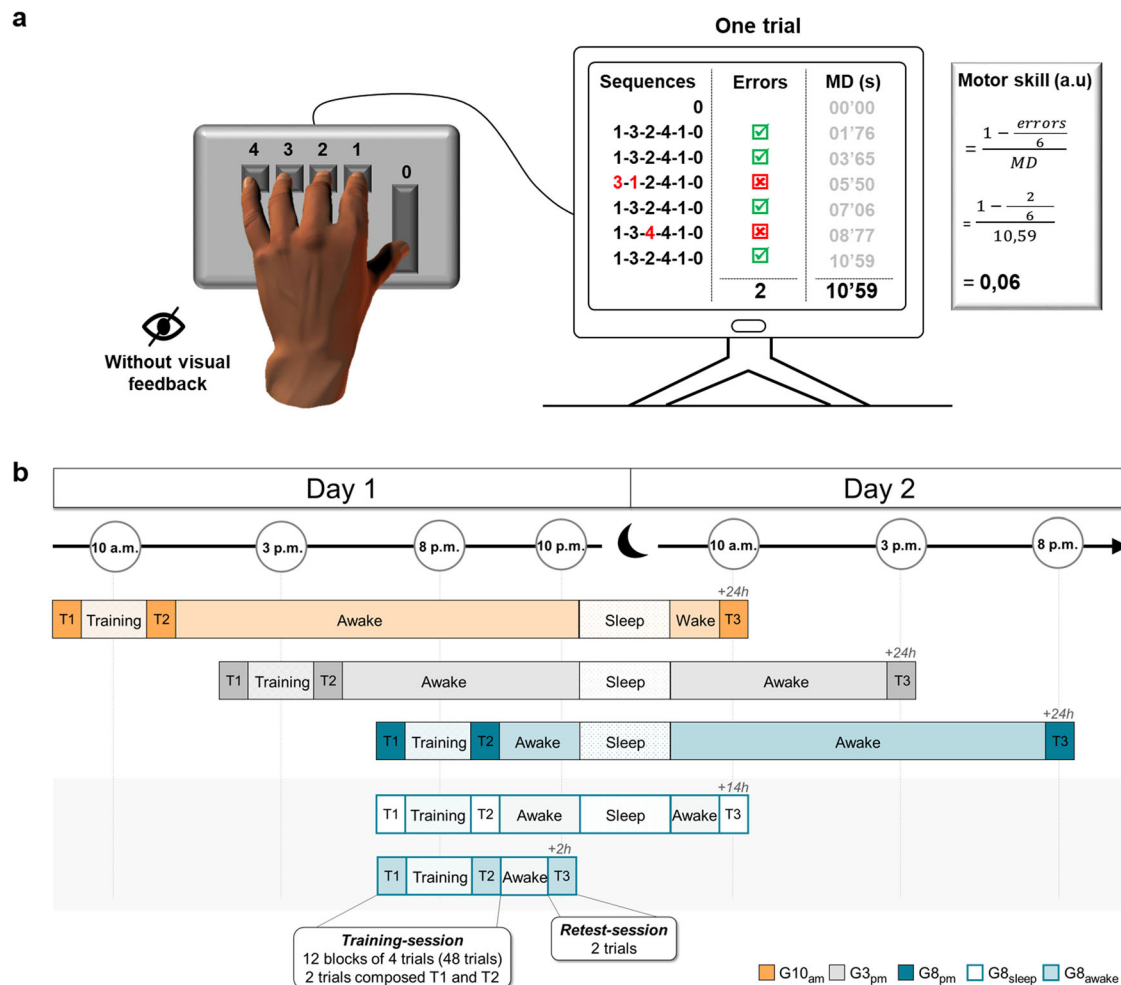 a
One trial
4 3 2 1 0
Without visual
feedback
Sequences Errors MD (s)
0 00'00
1-3-2-4-1-0 01'76
1-3-2-4-1-0 03'65
3-1-2-4-1-0 05'50
1-3-2-4-1-0 07'06
1-3-4-4-1-0 08'77
1-3-2-4-1-0 10'59
2 10'59
Motor skill (a.u)
= 1 − errors
6
MD
= 1 − 2
6
10,59
= 0,06
b
Day 1 Day 2
10 a.m. 3 p.m. 8 p.m. 10 p.m. 10 a.m. 3 p.m. 8 p.m.
+24h
T1 Training T2 Awake Sleep Wake T3
+24h
T1 Training T2 Awake Sleep Awake T3
+24h
T1 Training T2 Awake Sleep Awake T3
+14h
T1 Training T2 Awake Sleep Awake T3
+2h
T1 Training T2 Awake T3
Training-session
12 blocks of 4 trials (48 trials)
2 trials composed T1 and T2
Retest-session
2 trials
G10am G3pm G8pm G8sleep G8awake